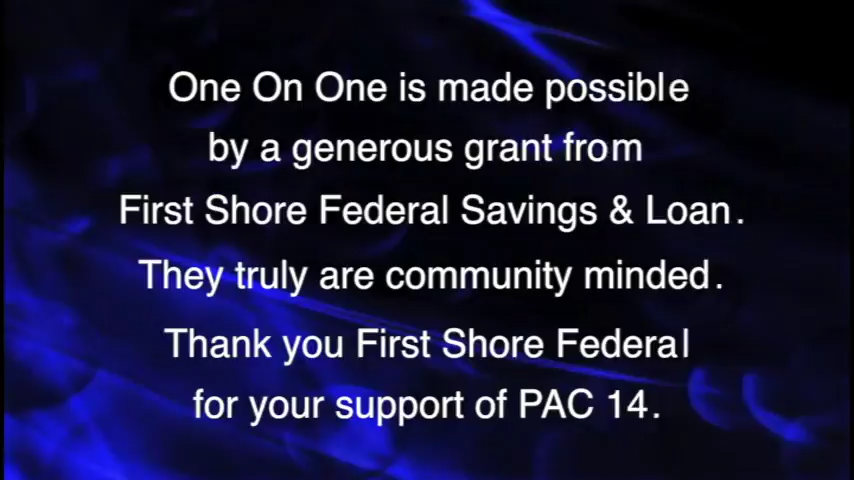 One On One is made possible
by a generous grant from
First Shore Federal Savings & Loan.
They truly are community minded.
Thank you First Shore Federal
for your support of PAC 14.